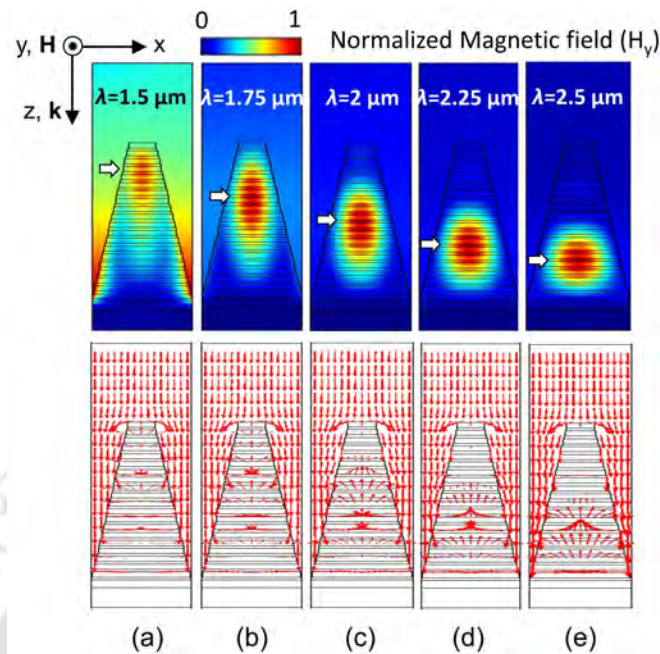 0 1
y, H x Normalized Magnetic field (Hy)
z, k
λ=1.5 μm λ=1.75 μm λ=2 μm λ=2.25 μm λ=2.5 μm
(a) (b) (c) (d) (e)